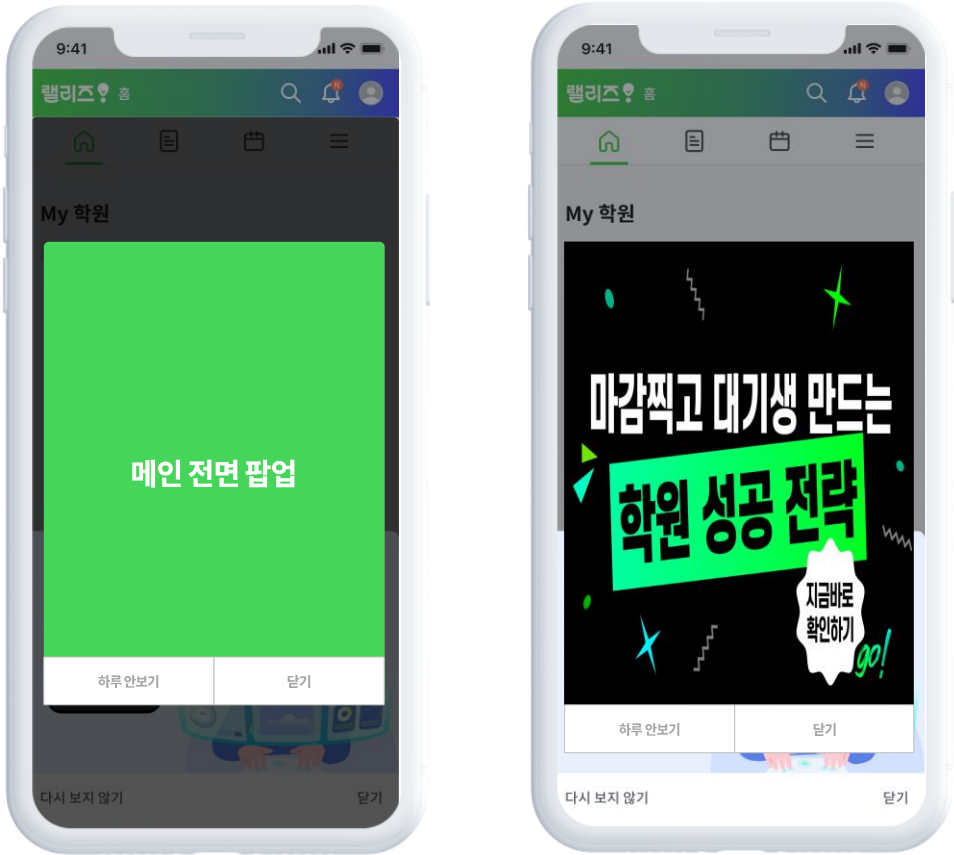 9:41
랠리즈 홈
N
My 학원
메인 전면 팝업
하루 안보기 닫기
다시 보지 않기 닫기
9:41
랠리즈 홈
N
My 학원
마감찍고 대기생 만드는
학원 성공 전략
지금바로
확인하기
go!
하루 안보기 닫기
다시 보지 않기 닫기